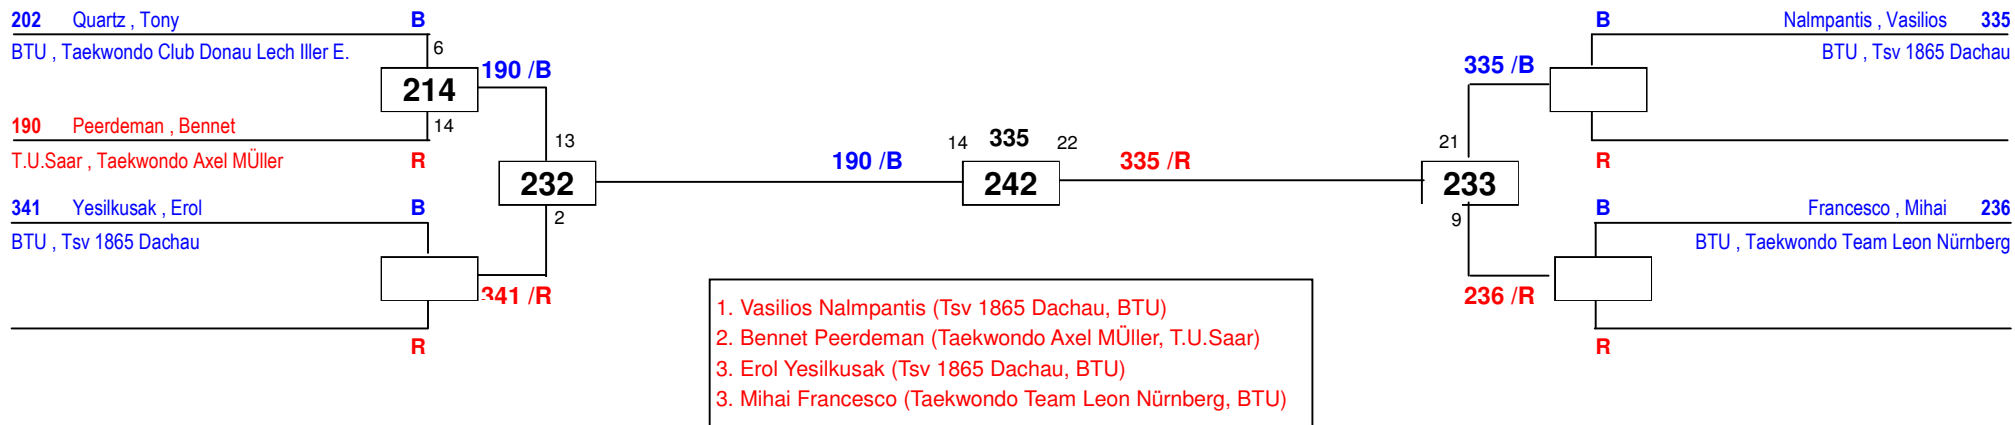 202 Quartz , Tony B
BTU , Taekwondo Club Donau Lech Iller E.
6
214
190 /B
14
190 Peerdeman , Bennet
T.U.Saar , Taekwondo Axel MÜller R
341 Yesilkusak , Erol B
BTU , Tsv 1865 Dachau
341 /R
R
13
232
2
190 /B
14 335 22
242
335 /R
21
233
9
B Nalmpantis , Vasilios 335
BTU , Tsv 1865 Dachau
335 /B
R
B Francesco , Mihai 236
BTU , Taekwondo Team Leon Nürnberg
236 /R
R
1. Vasilios Nalmpantis (Tsv 1865 Dachau, BTU)
2. Bennet Peerdeman (Taekwondo Axel MÜller, T.U.Saar)
3. Erol Yesilkusak (Tsv 1865 Dachau, BTU)
3. Mihai Francesco (Taekwondo Team Leon Nürnberg, BTU)